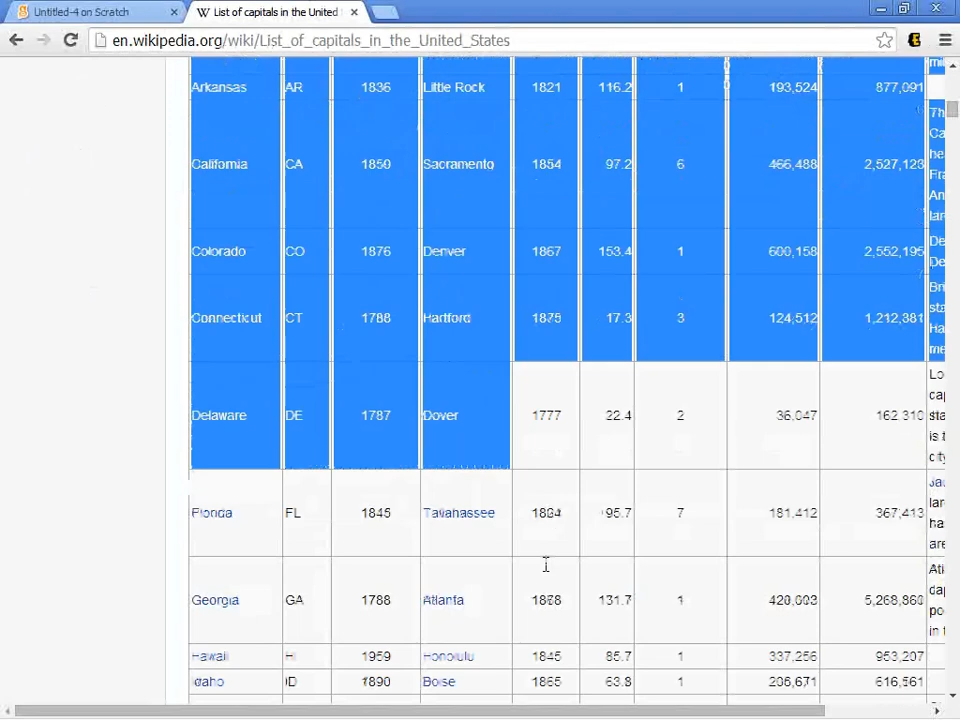 Untitled-4 on Scratch
List of capitals in the United
en.wikipedia.org/wiki/List_of_capitals_in_the_United_States
Arkansas AR 1836 Little Rock 1821 116.2 1 193,524 877,091
California CA 1850 Sacramento 1854 97.2 6 466,488 2,527,123
Colorado CO 1876 Denver 1867 153.4 1 600,158 2,552,195
Connecticut CT 1788 Hartford 1875 17.3 3 124,512 1,212,381
Delaware DE 1787 Dover 1777 22.4 2 36,047 162,310
Florida FL 1845 Tallahassee 1824 95.7 7 181,412 367,413
Georgia GA 1788 Atlanta 1868 131.7 1 420,003 5,268,860
Hawaii HI 1959 Honolulu 1845 85.7 1 337,256 953,207
Idaho ID 1890 Boise 1865 63.8 1 205,671 616,561